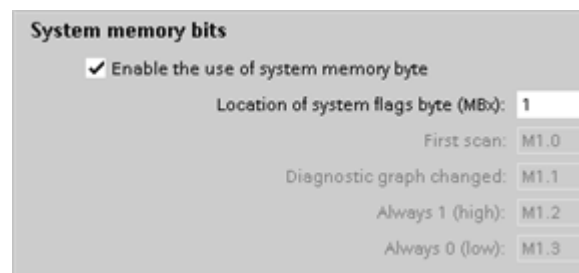 System memory bits
Enable the use of system memory byte
Location of system flags byte (MBx): 1
First scan: M1.0
Diagnostic graph changed: M1.1
Always 1 (high): M1.2
Always 0 (low): M1.3